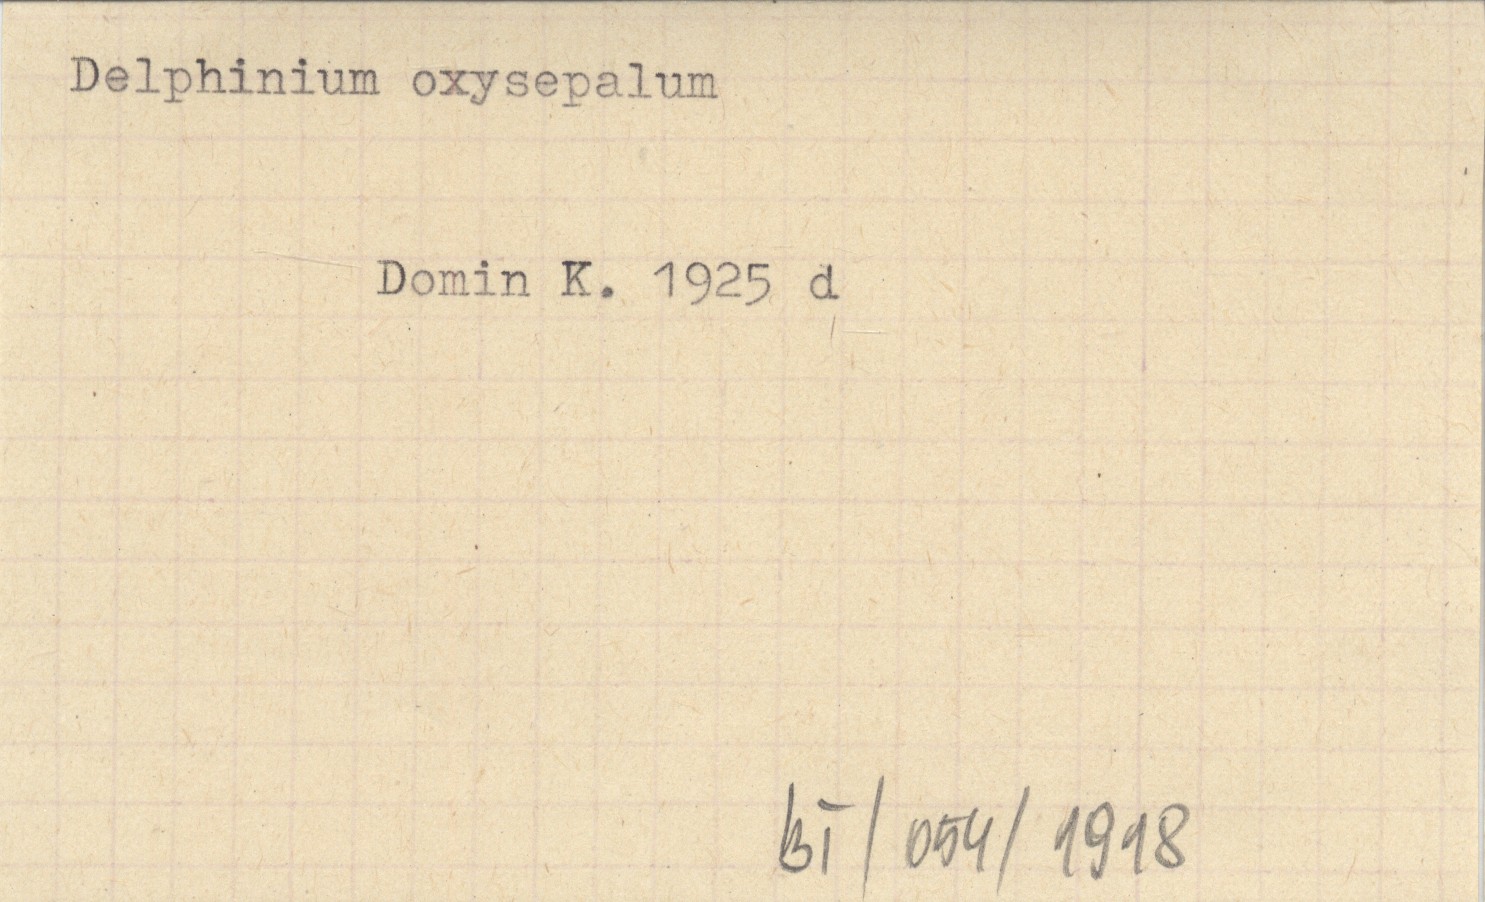 Delphinium oxysepalum
Domin K. 1925 d
BI/054/1918